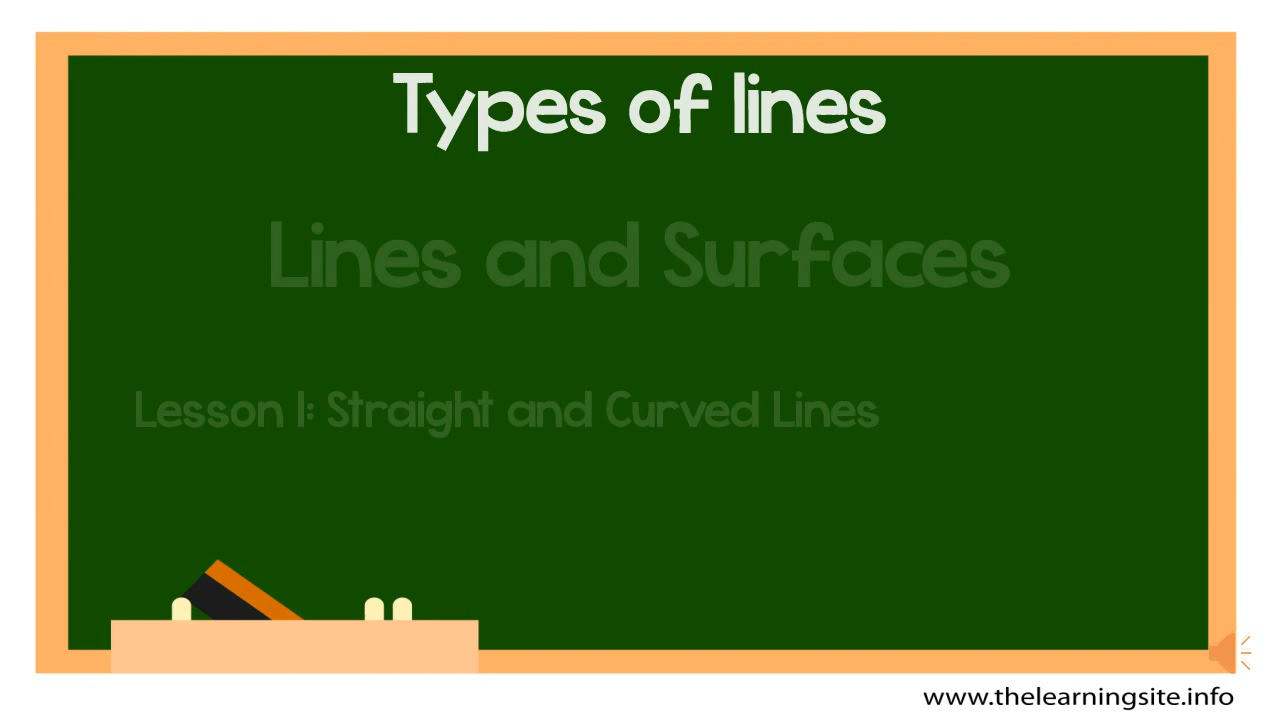 Types of lines
Lines and Surfaces
Lesson 1: Straight and Curved Lines
www.thelearningsite.info